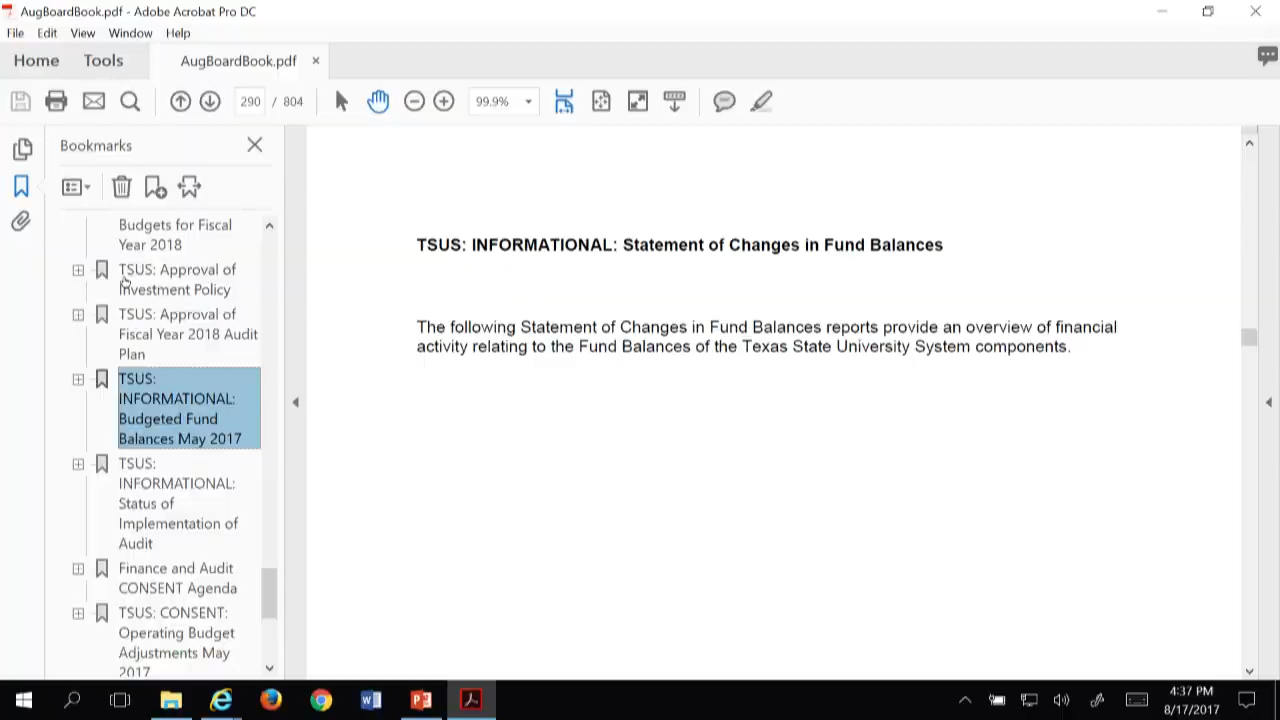 AugBoardBook.pdf - Adobe Acrobat Pro DC
File Edit View Window Help
Home Tools AugBoardBook.pdf ×
290 / 804 99.9%
Bookmarks
Budgets for Fiscal
Year 2018
TSUS: Approval of
Investment Policy
TSUS: Approval of
Fiscal Year 2018 Audit
Plan
TSUS:
INFORMATIONAL:
Budgeted Fund
Balances May 2017
TSUS:
INFORMATIONAL:
Status of
Implementation of
Audit
Finance and Audit
CONSENT Agenda
TSUS: CONSENT:
Operating Budget
Adjustments May
2017
TSUS: INFORMATIONAL: Statement of Changes in Fund Balances
The following Statement of Changes in Fund Balances reports provide an overview of financial
activity relating to the Fund Balances of the Texas State University System components.
4:37 PM
8/17/2017